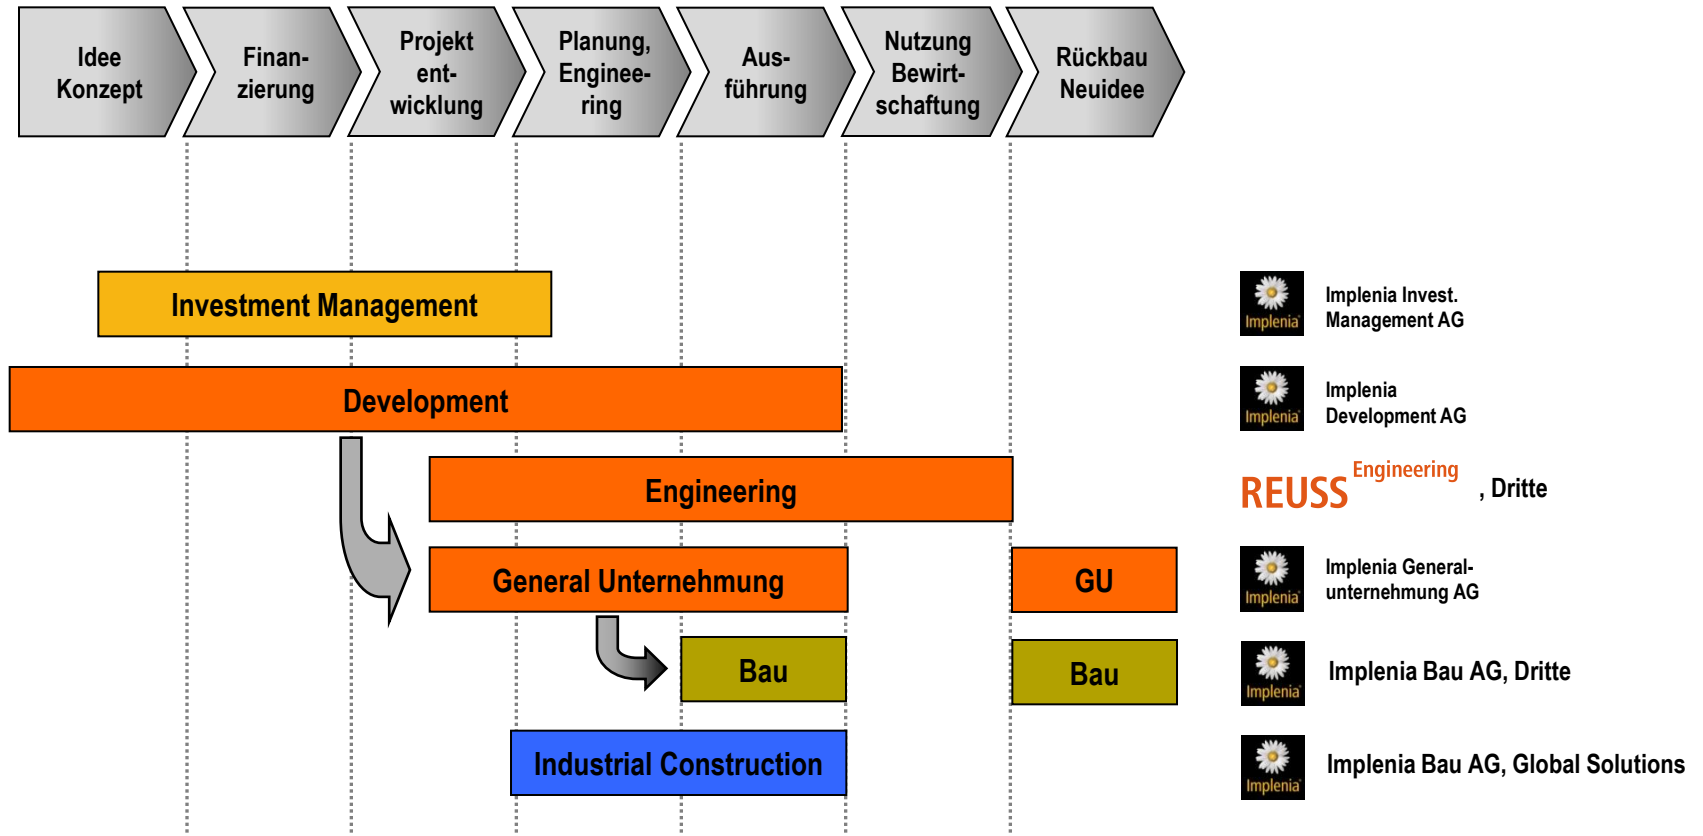 Idee
Konzept
Finan-
zierung
Projekt
ent-
wicklung
Planung,
Enginee-
ring
Aus-
führung
Nutzung
Bewirt-
schaftung
Rückbau
Neuidee
Investment Management
Implenia
Implenia Invest.
Management AG
Development
Implenia
Implenia
Development AG
Engineering
REUSS Engineering , Dritte
General Unternehmung
GU
Implenia
Implenia General-
unternehmung AG
Bau
Bau
Implenia
Implenia Bau AG, Dritte
Industrial Construction
Implenia
Implenia Bau AG, Global Solutions